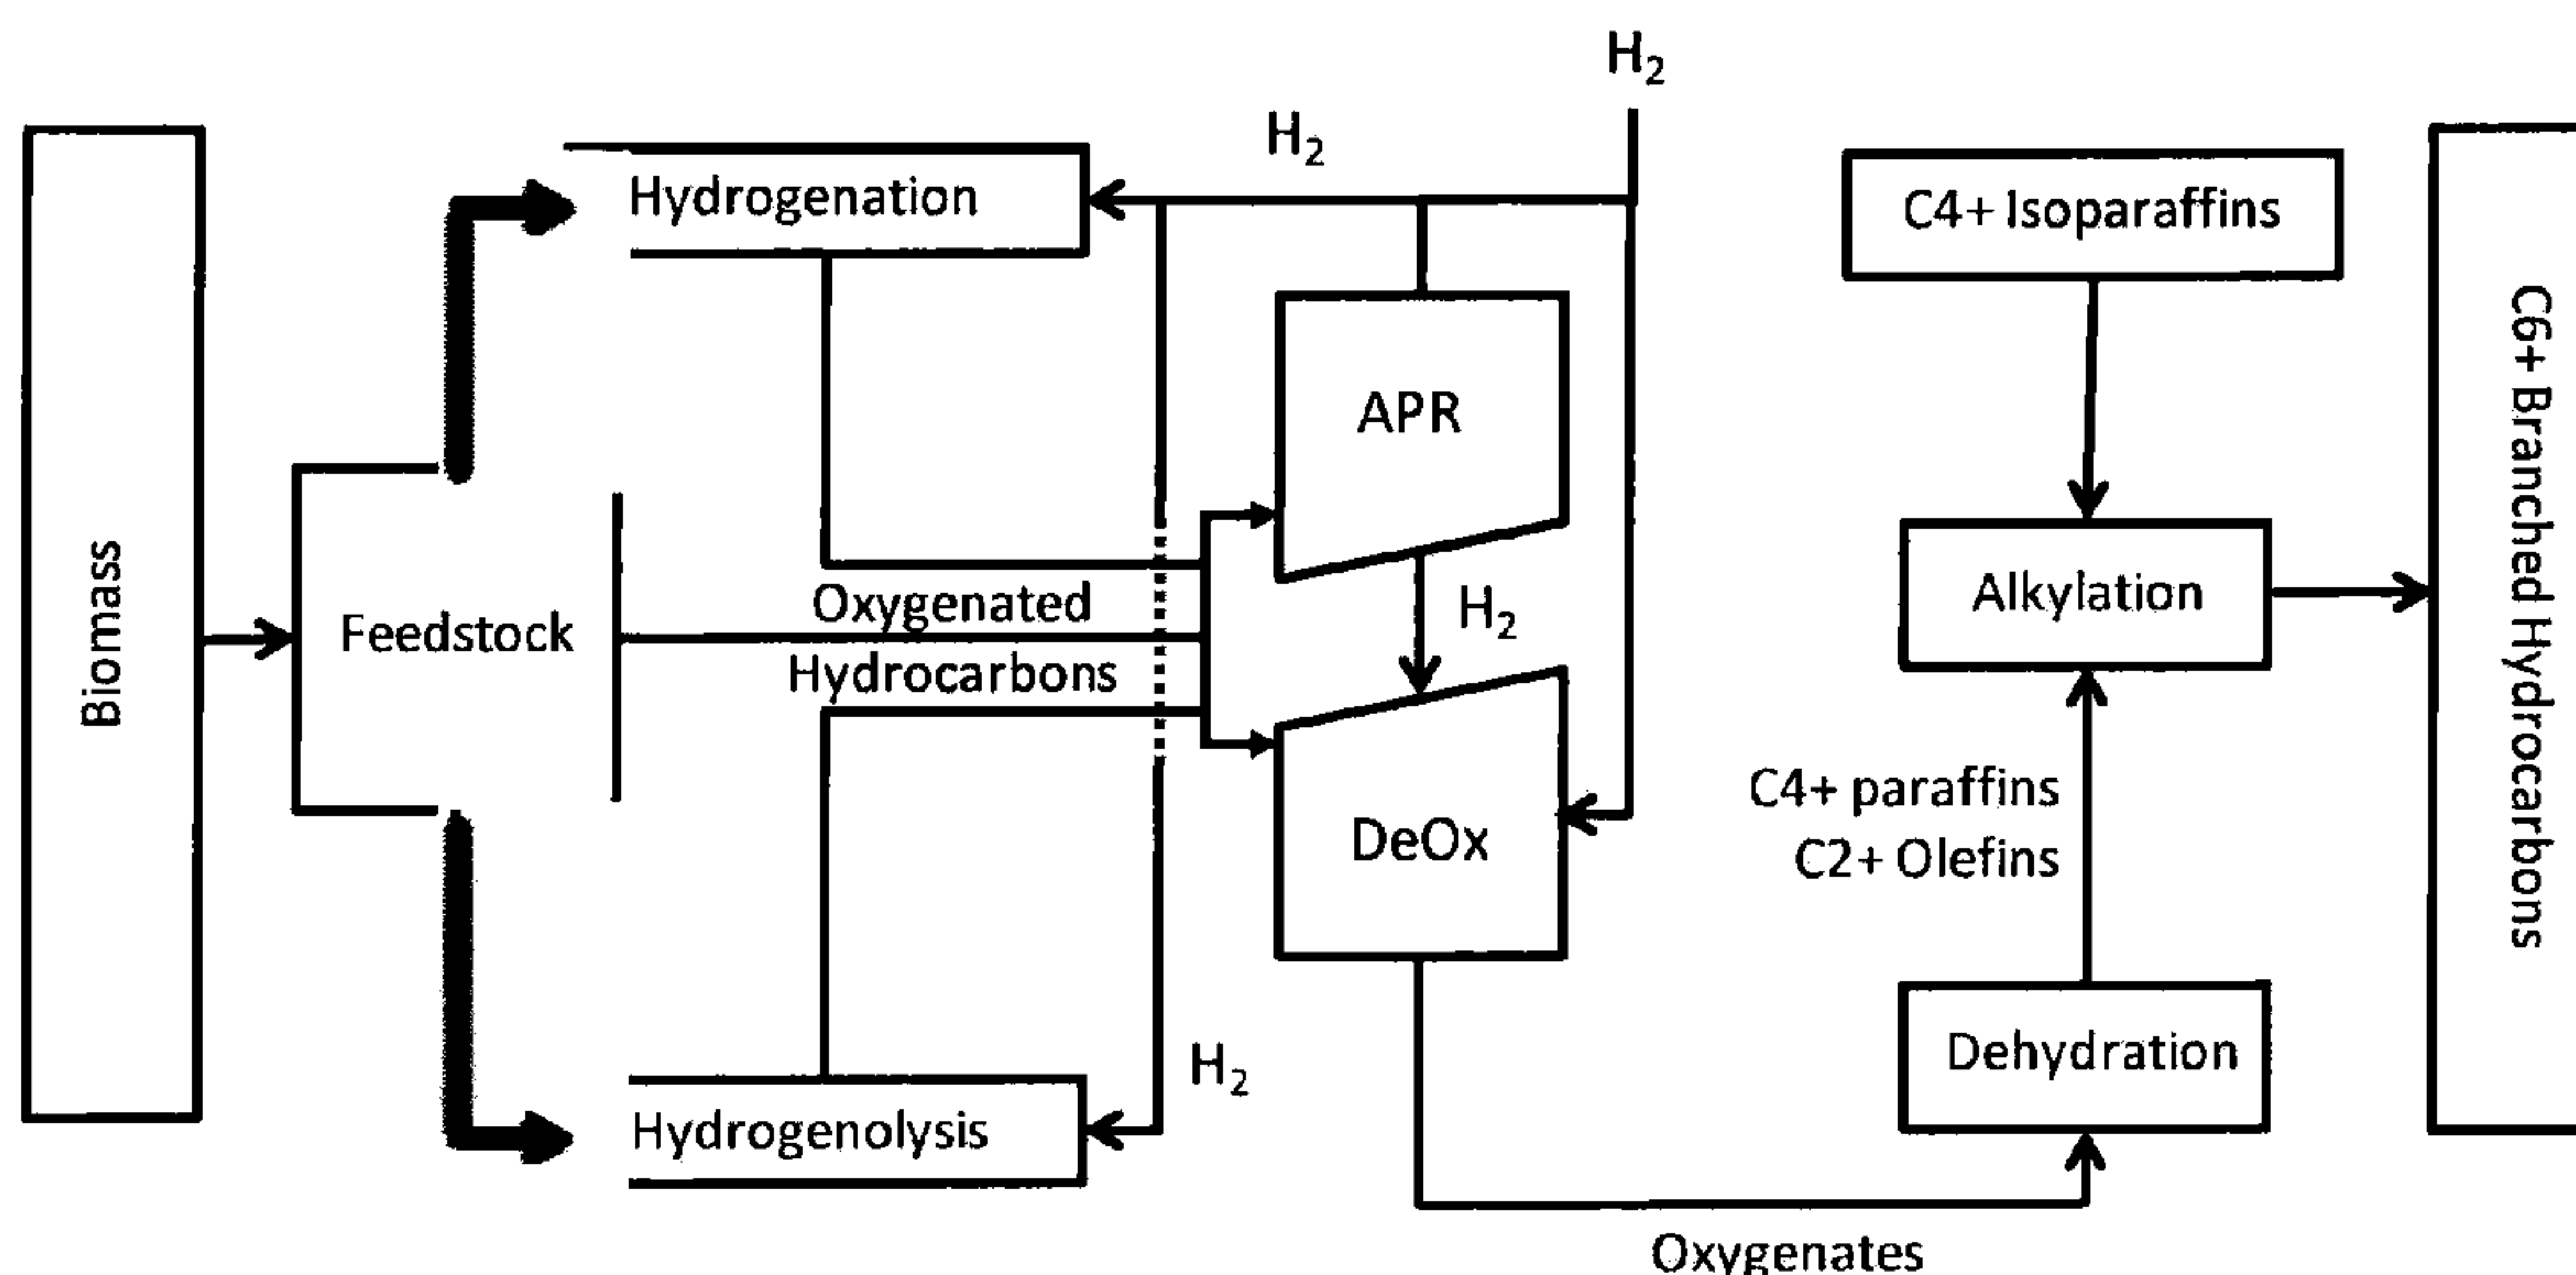 H₂
H₂
Hydrogenation
C4+ Isoparaffins
APR
Biomass
Feedstock
Oxygenated
Hydrocarbons
H₂
Alkylation
C6+ Branched Hydrocarbons
C4+ paraffins
C2+ Olefins
DeOx
H₂
Dehydration
Hydrogenolysis
Oxygenates